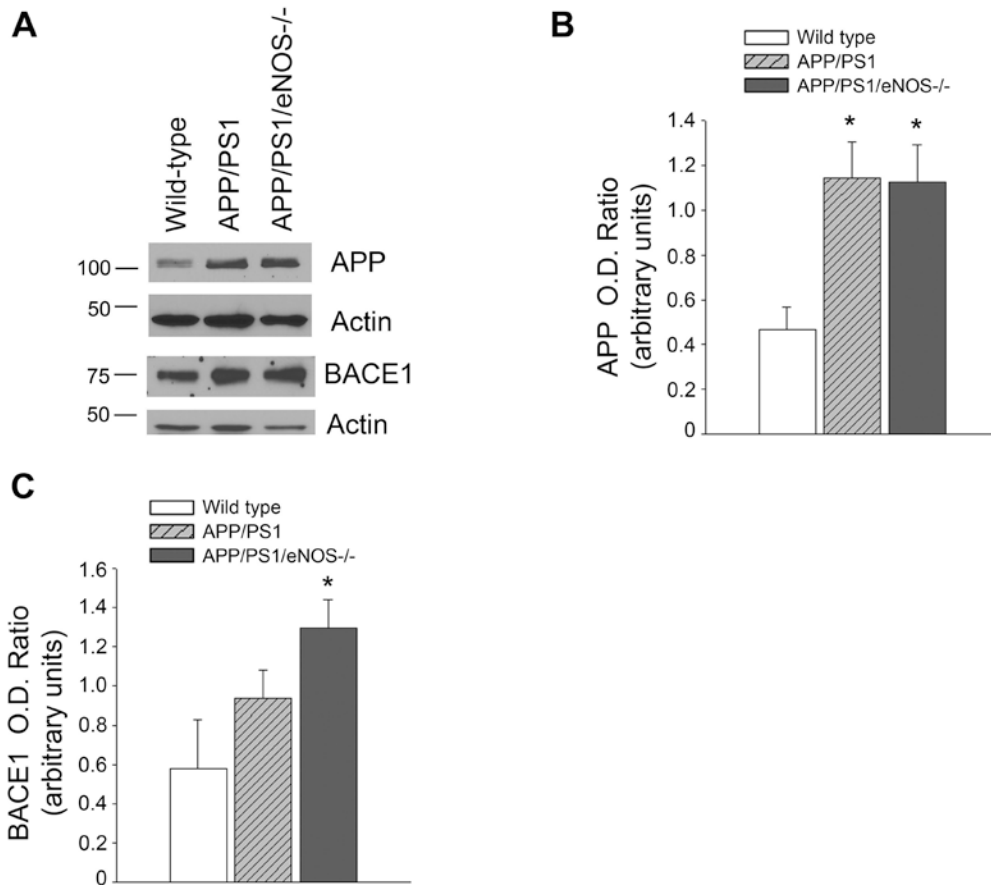 A
Wild-type
APP/PS1
APP/PS1/eNOS-/-
100
APP
50
Actin
75
BACE1
50
Actin
B
Wild type
APP/PS1
APP/PS1/eNOS-/-
APP O.D. Ratio
(arbitrary units)
1.4
1.2
1.0
0.8
0.6
0.4
0.2
0
*
*
C
Wild type
APP/PS1
APP/PS1/eNOS-/-
BACE1 O.D. Ratio
(arbitrary units)
1.6
1.4
1.2
1.0
0.8
0.6
0.4
0.2
0
*